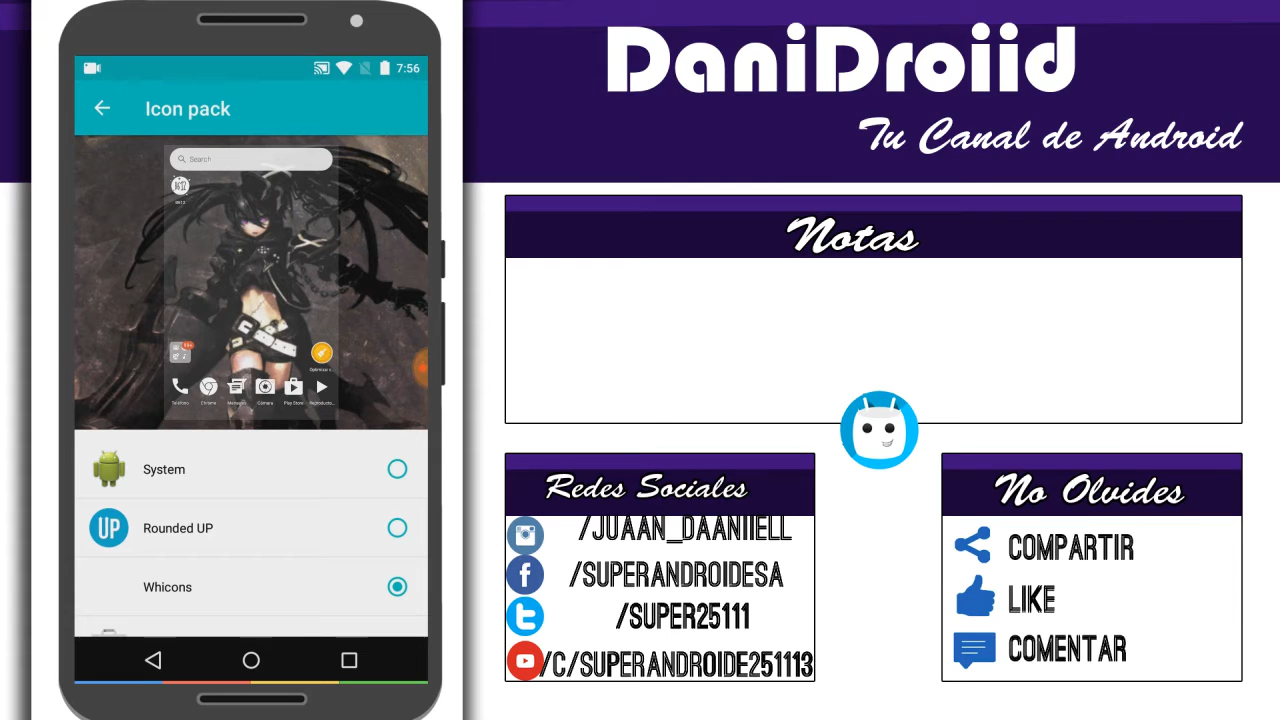 7:56
Icon pack
Search
System
UP
Rounded UP
Whicons
DaniDroiid
Tu Canal de Android
Notas
Redes Sociales
/JUAAN_DAANIIELL
/SUPERANDROIDESA
/SUPER25111
/C/SUPERANDROIDE251113
No Olvides
COMPARTIR
LIKE
COMENTAR